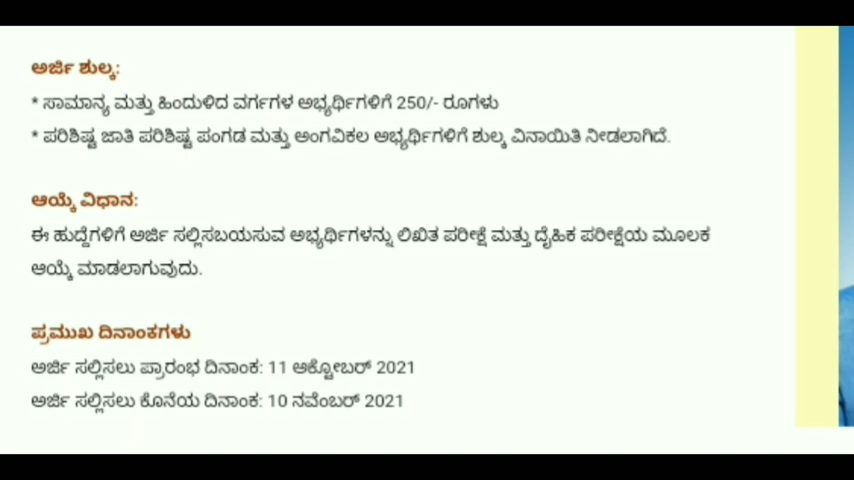 ಅರ್ಜಿ ಶುಲ್ಕ:
* ಸಾಮಾನ್ಯ ಮತ್ತು ಹಿಂದುಳಿದ ವರ್ಗಗಳ ಅಭ್ಯರ್ಥಿಗಳಿಗೆ 250/- ರೂಗಳು
* ಪರಿಶಿಷ್ಟ ಜಾತಿ ಪರಿಶಿಷ್ಟ ಪಂಗಡ ಮತ್ತು ಅಂಗವಿಕಲ ಅಭ್ಯರ್ಥಿಗಳಿಗೆ ಶುಲ್ಕ ವಿನಾಯಿತಿ ನೀಡಲಾಗಿದೆ.
ಆಯ್ಕೆ ವಿಧಾನ:
ಈ ಹುದ್ದೆಗಳಿಗೆ ಅರ್ಜಿ ಸಲ್ಲಿಸಬಯಸುವ ಅಭ್ಯರ್ಥಿಗಳನ್ನು ಲಿಖಿತ ಪರೀಕ್ಷೆ ಮತ್ತು ದೈಹಿಕ ಪರೀಕ್ಷೆಯ ಮೂಲಕ
ಆಯ್ಕೆ ಮಾಡಲಾಗುವುದು.
ಪ್ರಮುಖ ದಿನಾಂಕಗಳು
ಅರ್ಜಿ ಸಲ್ಲಿಸಲು ಪ್ರಾರಂಭ ದಿನಾಂಕ: 11 ಅಕ್ಟೋಬರ್ 2021
ಅರ್ಜಿ ಸಲ್ಲಿಸಲು ಕೊನೆಯ ದಿನಾಂಕ: 10 ನವೆಂಬರ್ 2021